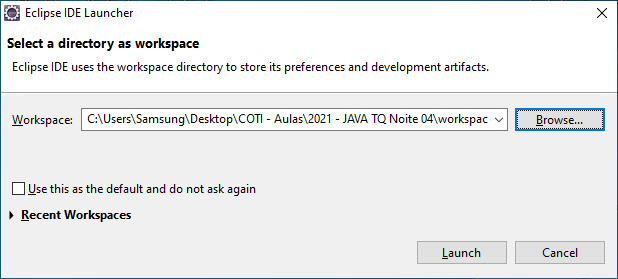 Eclipse IDE Launcher
Select a directory as workspace
Eclipse IDE uses the workspace directory to store its preferences and development artifacts.
Workspace: C:\Users\Samsung\Desktop\COTI - Aulas\2021 - JAVA TQ Noite 04\workspac Browse...
Use this as the default and do not ask again
Recent Workspaces
Launch Cancel